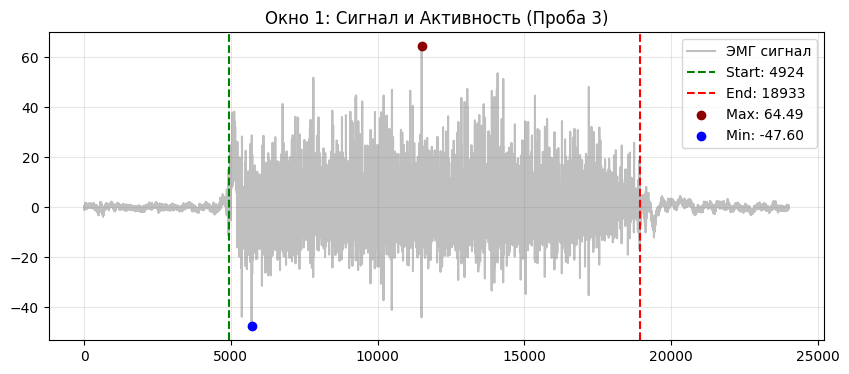 Окно 1: Сигнал и Активность (Проба 3)
ЭМГ сигнал
Start: 4924
End: 18933
Max: 64.49
Min: -47.60
60
40
20
0
−20
−40
0
5000
10000
15000
20000
25000